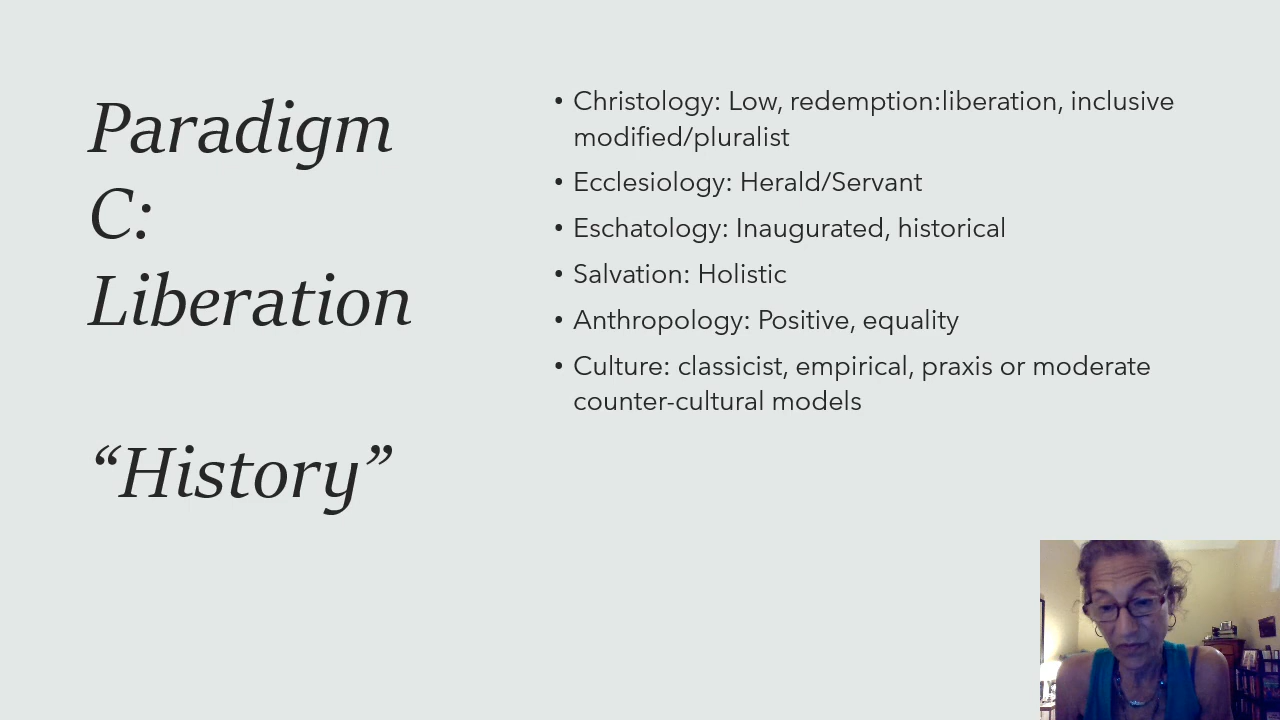 Paradigm
C:
Liberation
“History”
• Christology: Low, redemption:liberation, inclusive
modified/pluralist
• Ecclesiology: Herald/Servant
• Eschatology: Inaugurated, historical
• Salvation: Holistic
• Anthropology: Positive, equality
• Culture: classicist, empirical, praxis or moderate
counter-cultural models